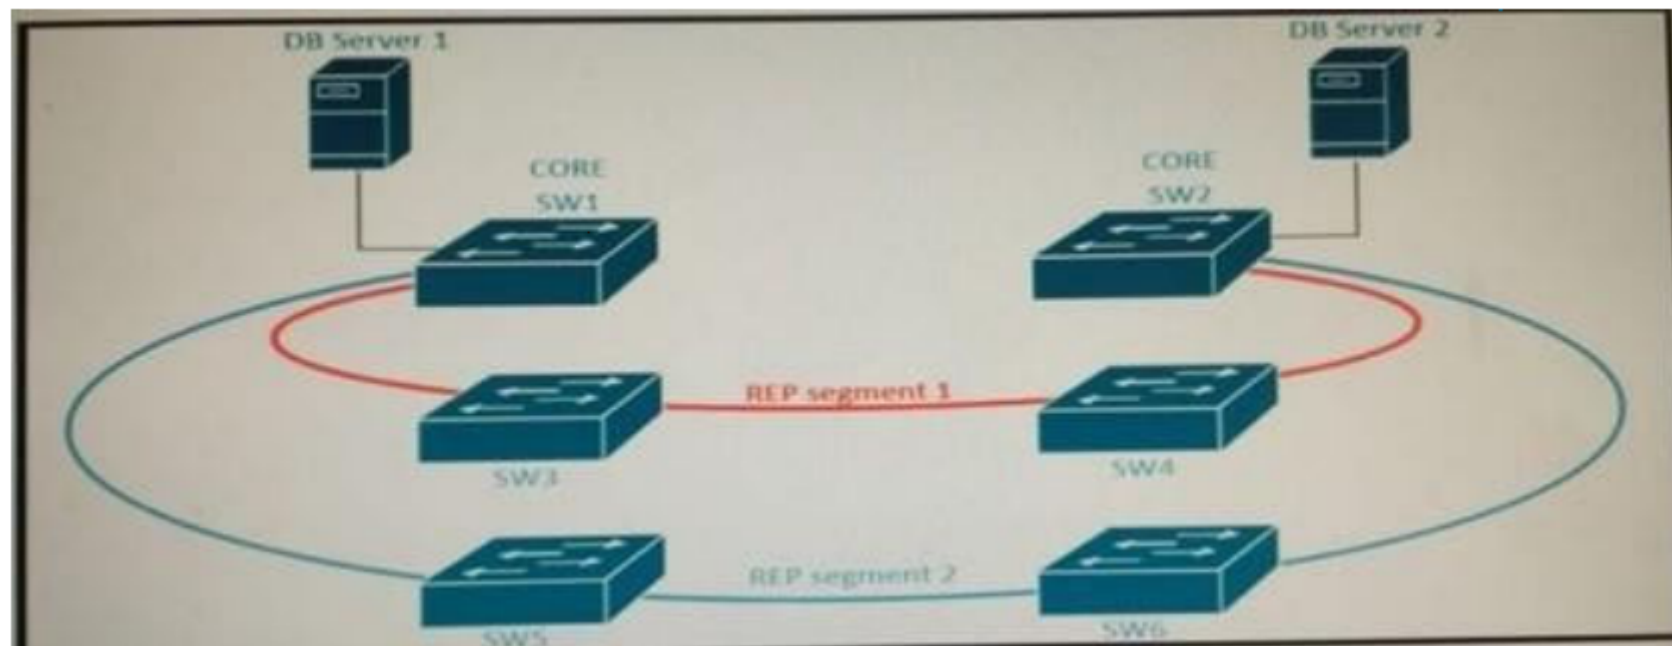 DB Server 1
DB Server 2
CORE
SW1
CORE
SW2
REP segment 1
SW3
SW4
REP segment 2
SW5
SW6